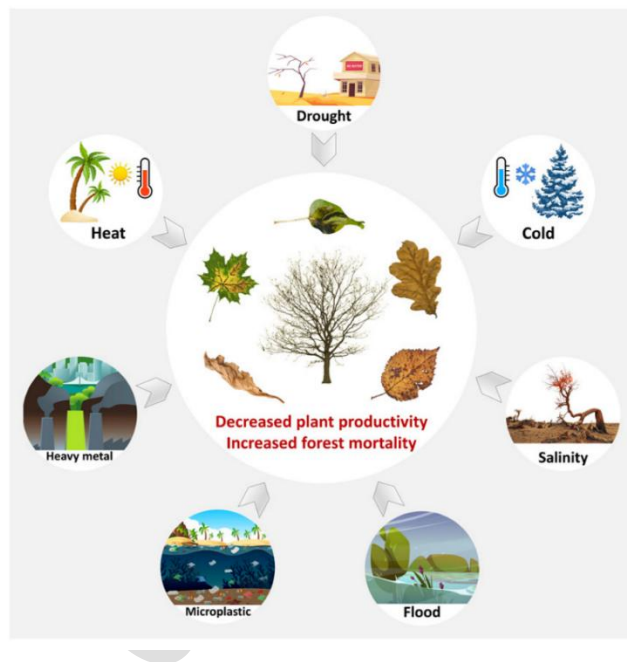 Drought
Heat
Cold
Decreased plant productivity
Increased forest mortality
Heavy metal
Salinity
Microplastic
Flood